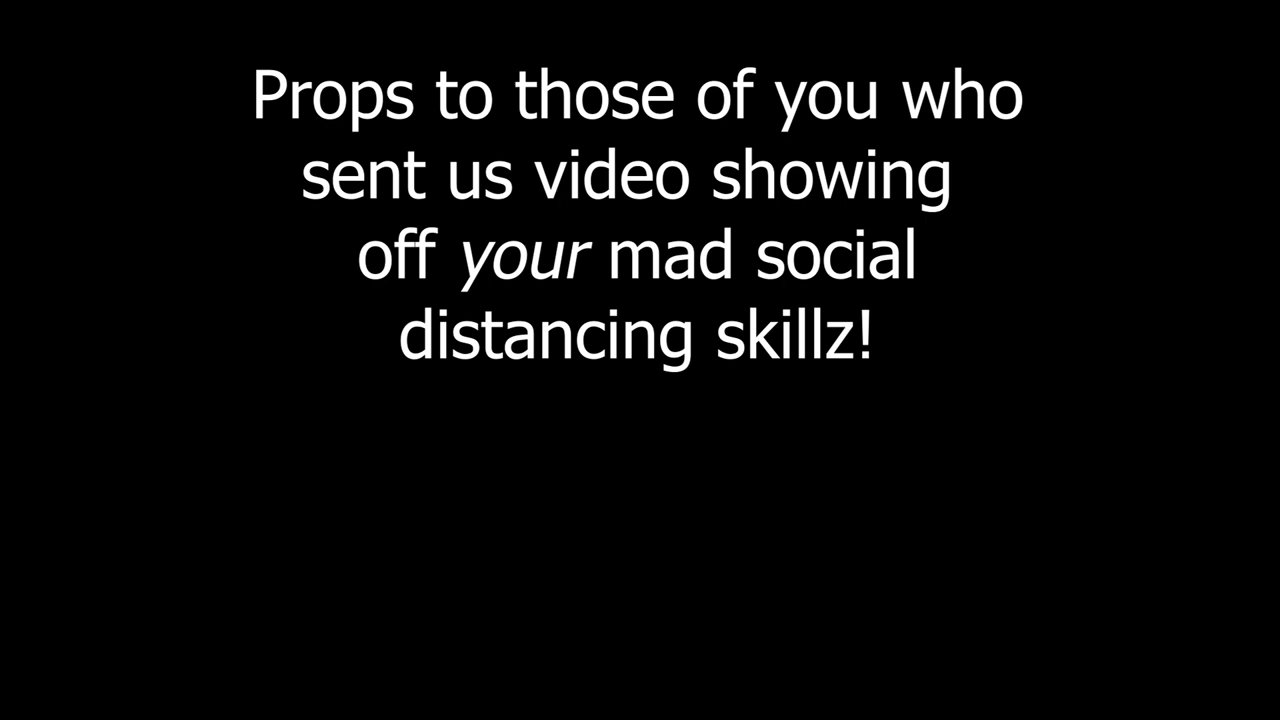 Props to those of you who
sent us video showing
off your mad social
distancing skillz!